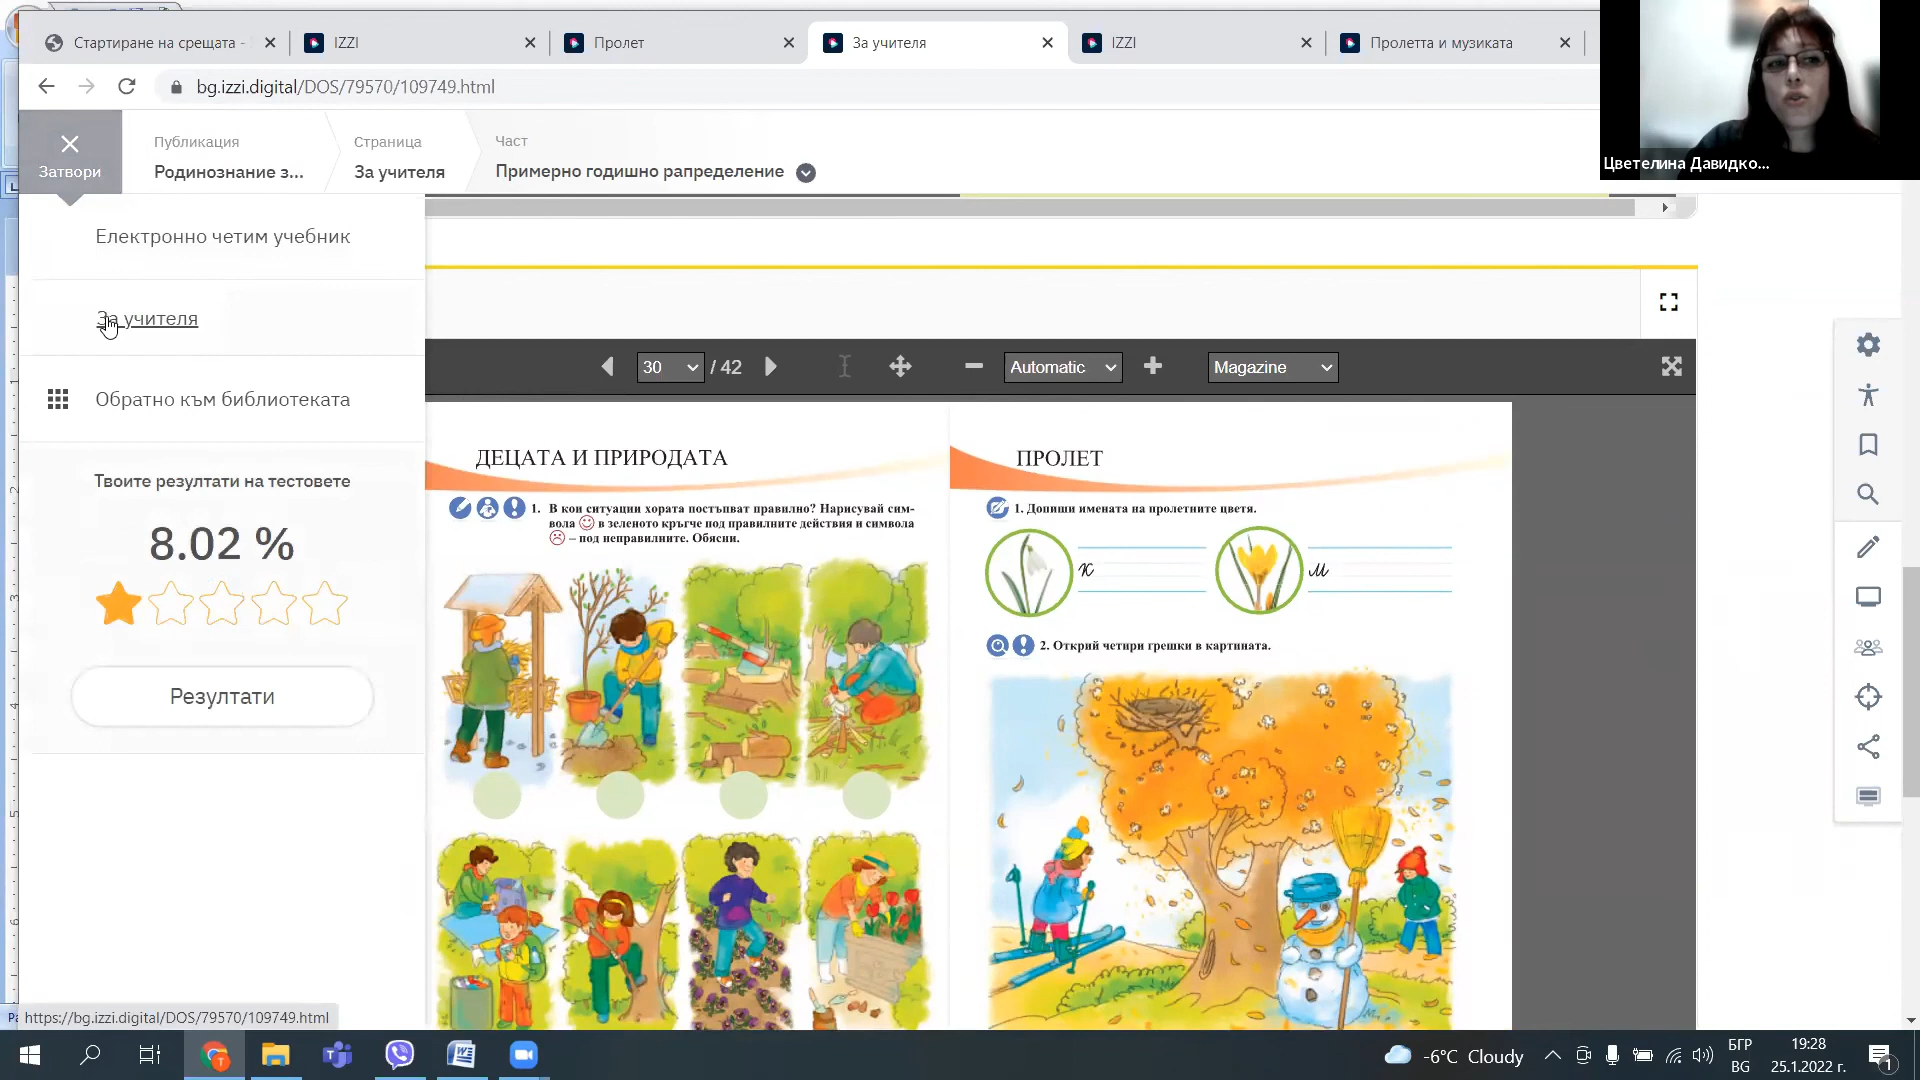 Стартиране на срещата -
IZZI
Пролет
За учителя
IZZI
Пролетта и музиката
bg.izzi.digital/DOS/79570/109749.html
Затвори
Публикация
Родинознание з...
Страница
За учителя
Част
Примерно годишно рапределение
Цветелина Давидко...
Електронно четим учебник
За учителя
Обратно към библиотеката
Твоите резултати на тестовете
8.02 %
Резултати
30 / 42
Automatic
Magazine
ДЕЦАТА И ПРИРОДАТА
1. В кои ситуации хората постъпват правилно? Нарисувай сим-
вола в зеленото кръгче под правилните действия и символа
– под неправилните. Обясни.
ПРОЛЕТ
1. Допиши имената на пролетните цветя.
к
м
2. Открий четири грешки в картината.
https://bg.izzi.digital/DOS/79570/109749.html
-6°C Cloudy
БГР
BG
19:28
25.1.2022 г.
1